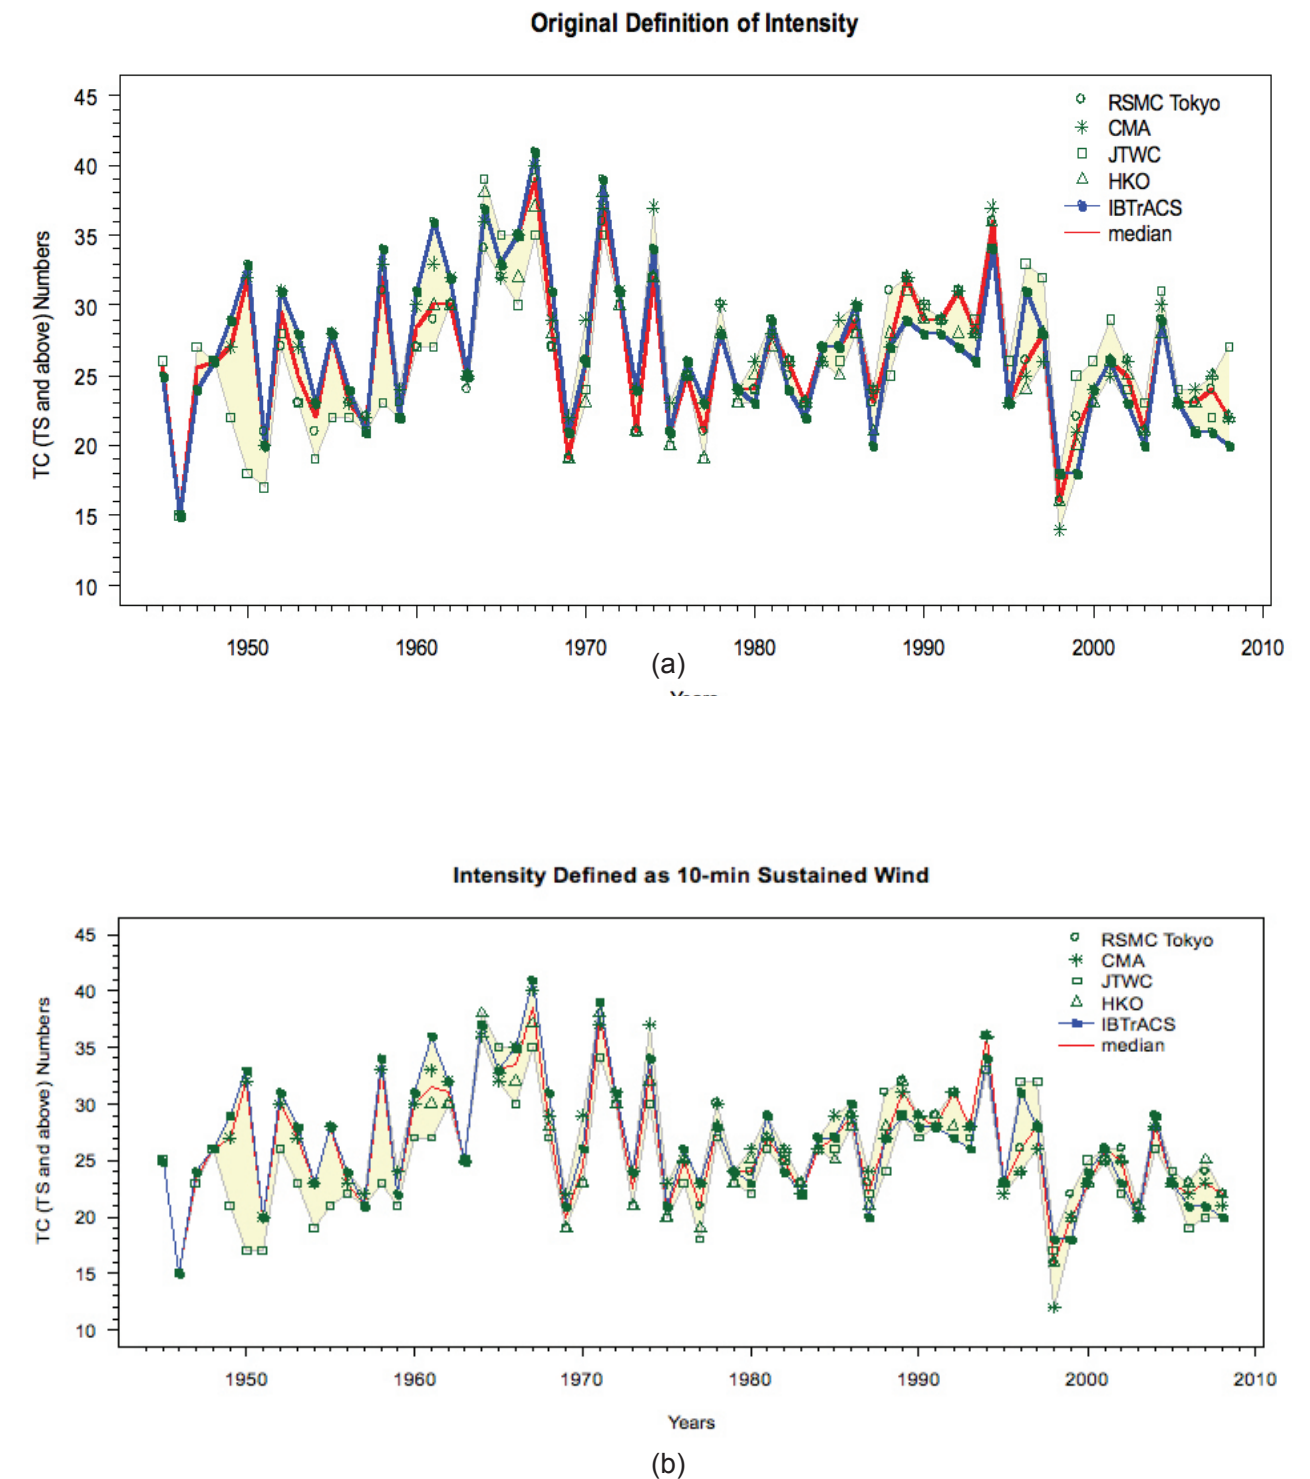 Original Definition of Intensity
TC (TS and above) Numbers
45
40
35
30
25
20
15
10
RSMC Tokyo
CMA
JTWC
HKO
IBTrACS
median
1950 1960 1970 1980 1990 2000 2010
(a)
Years
Intensity Defined as 10-min Sustained Wind
TC (TS and above) Numbers
45
40
35
30
25
20
15
10
RSMC Tokyo
CMA
JTWC
HKO
IBTrACS
median
1950 1960 1970 1980 1990 2000 2010
Years
(b)